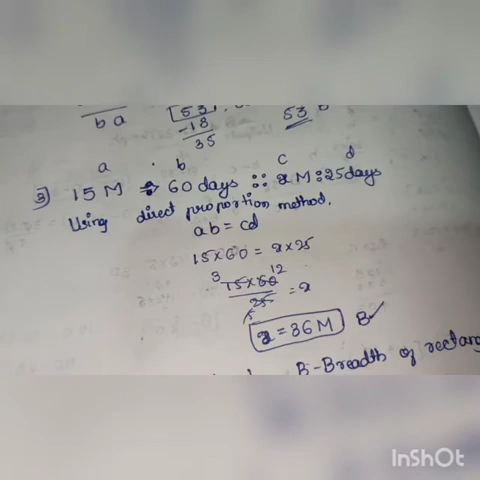 ba
53
-18
35
53
a . b c d
3) 15 M → 60 days :: x M : 25 days
Using direct proportion method.
ab = cd
15×60 = x×25
3 15×60 12
25 = x
5
x = 36 M B✓
B-Breadth of rectang
InShOt